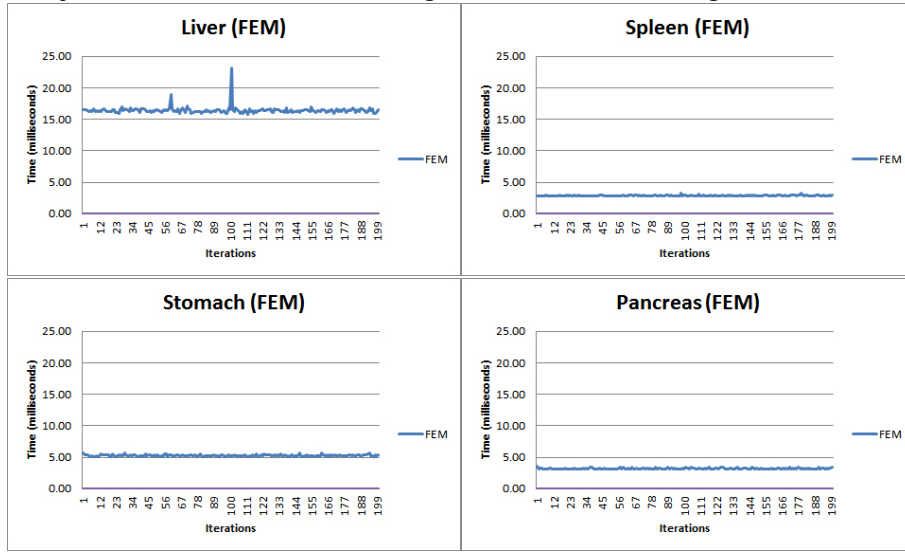 Liver (FEM)
25.00
20.00
15.00
10.00
5.00
0.00
Time (milliseconds)
1 12 23 34 45 56 67 78 89 100 111 122 133 144 155 166 177 188 199
Iterations
FEM
Spleen (FEM)
25.00
20.00
15.00
10.00
5.00
0.00
Time (milliseconds)
1 12 23 34 45 56 67 78 89 100 111 122 133 144 155 166 177 188 199
Iterations
FEM
Stomach (FEM)
25.00
20.00
15.00
10.00
5.00
0.00
Time (milliseconds)
1 12 23 34 45 56 67 78 89 100 111 122 133 144 155 166 177 188 199
Iterations
FEM
Pancreas (FEM)
25.00
20.00
15.00
10.00
5.00
0.00
Time (milliseconds)
1 12 23 34 45 56 67 78 89 100 111 122 133 144 155 166 177 188 199
Iterations
FEM